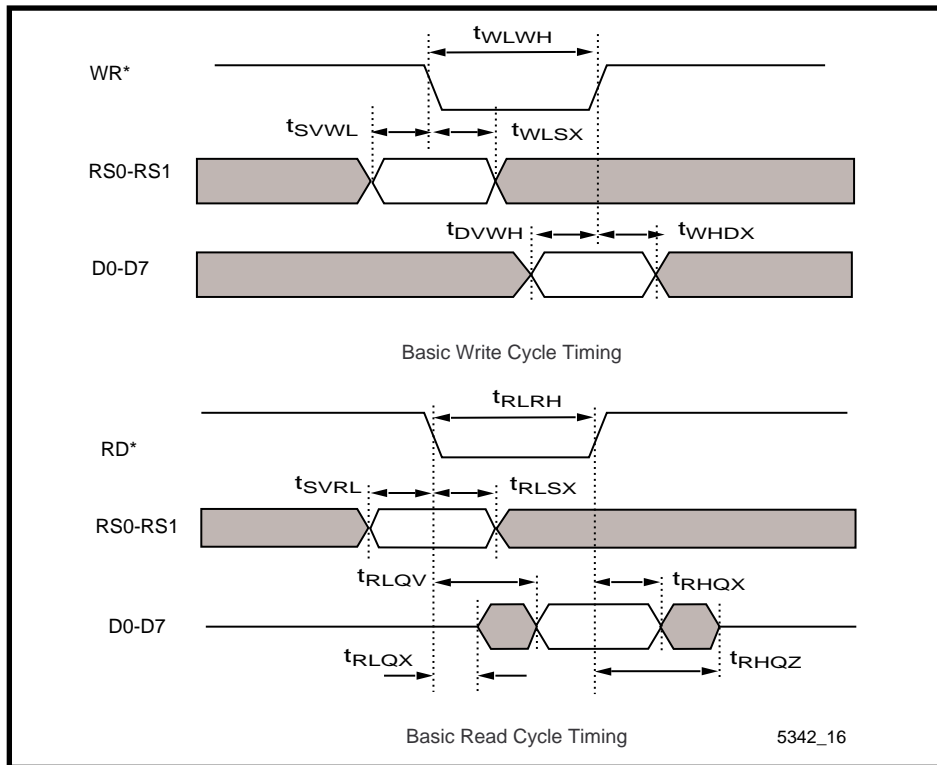 tWLWH
WR*
tSVWL
tWLSX
RS0-RS1
tDVWH
tWHDX
D0-D7
Basic Write Cycle Timing
tRLRH
RD*
tSVRL
tRLSX
RS0-RS1
tRLQV
tRHQX
D0-D7
tRLQX
tRHQZ
Basic Read Cycle Timing
5342_16